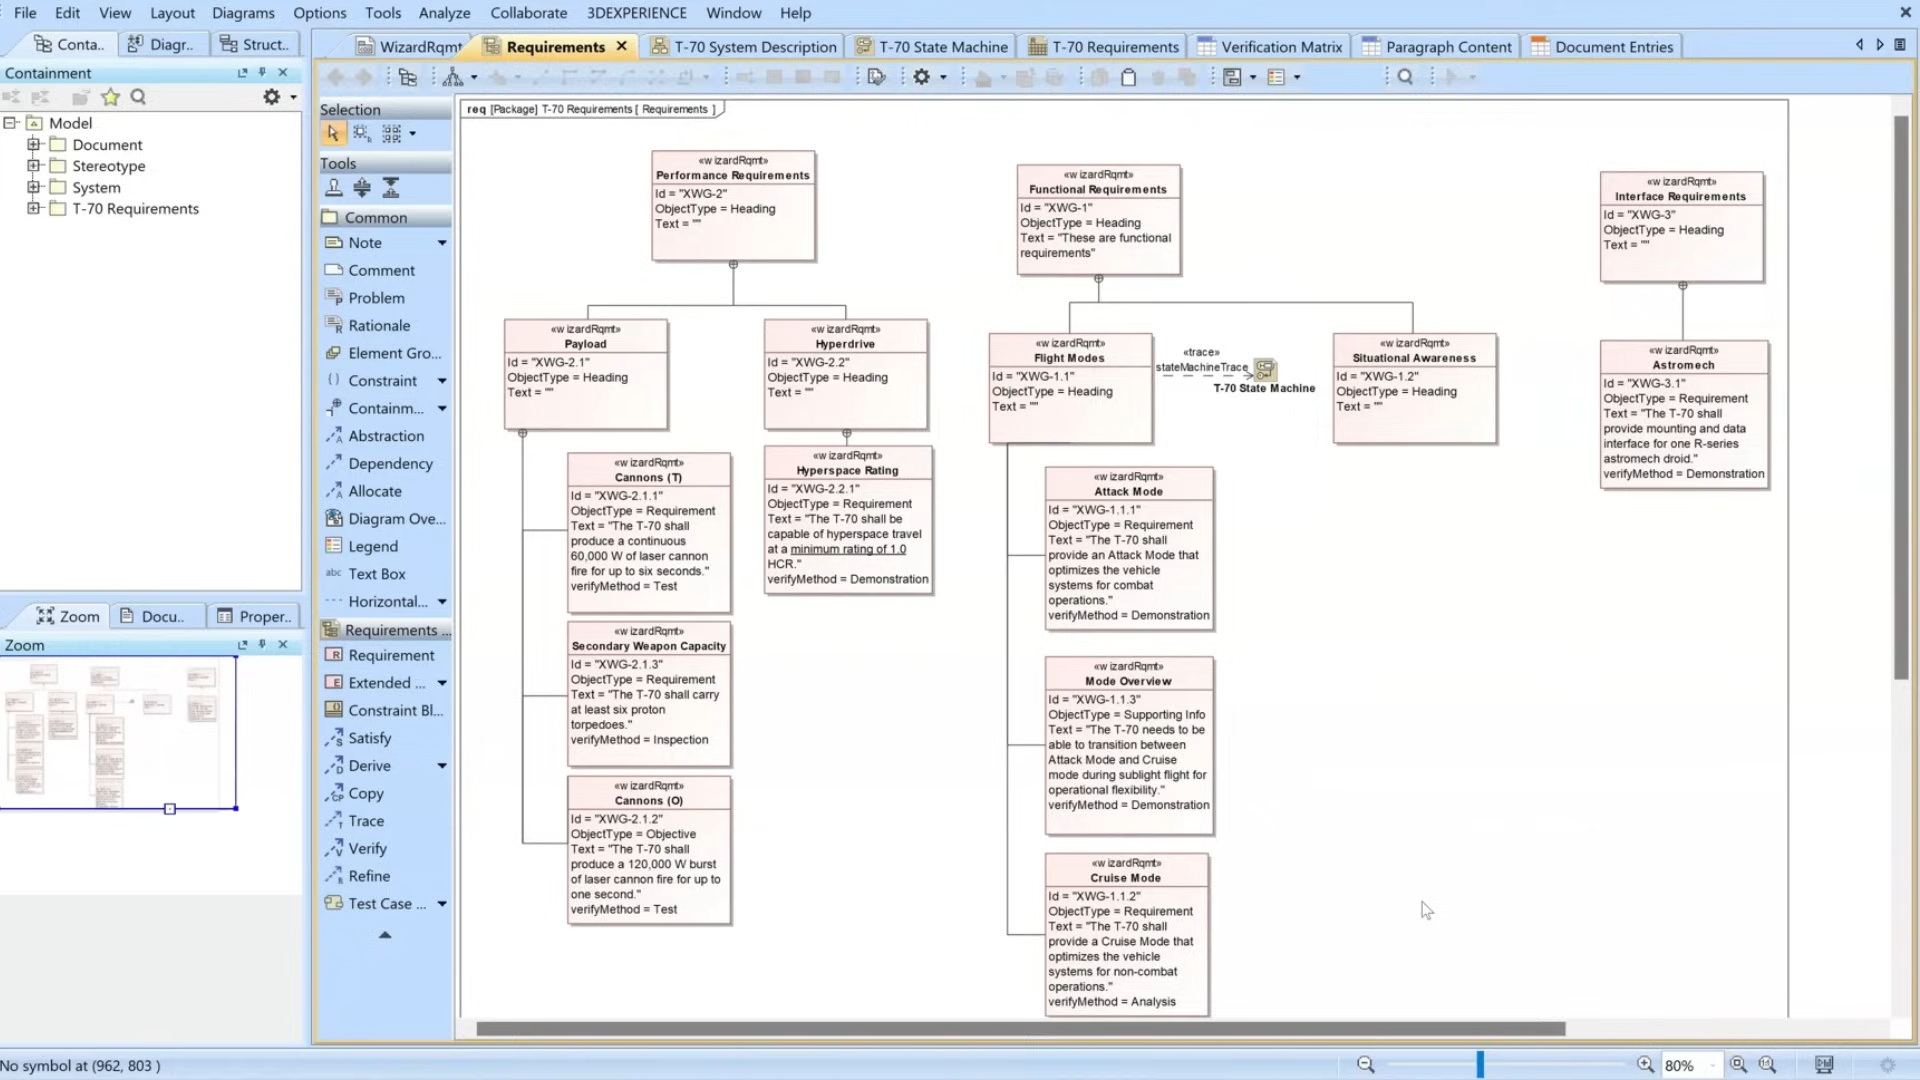 File Edit View Layout Diagrams Options Tools Analyze Collaborate 3DEXPERIENCE Window Help
Conta.. Diagr.. Struct..
WizardRqmt Requirements T-70 System Description T-70 State Machine T-70 Requirements Verification Matrix Paragraph Content Document Entries
Containment
Model
Document
Stereotype
System
T-70 Requirements
Zoom Docu.. Proper..
Zoom
Selection
Tools
Common
Note
Comment
Problem
Rationale
Element Gro...
Constraint
Containm...
Abstraction
Dependency
Allocate
Diagram Ove...
Legend
abc Text Box
Horizontal...
Requirements ...
Requirement
Extended ...
Constraint Bl...
Satisfy
Derive
Copy
Trace
Verify
Refine
Test Case ...
req [Package] T-70 Requirements [ Requirements ]
«wizardRqmt»
Performance Requirements
Id = "XWG-2"
ObjectType = Heading
Text = ""
«wizardRqmt»
Functional Requirements
Id = "XWG-1"
ObjectType = Heading
Text = "These are functional
requirements"
«wizardRqmt»
Interface Requirements
Id = "XWG-3"
ObjectType = Heading
Text = ""
«wizardRqmt»
Payload
Id = "XWG-2.1"
ObjectType = Heading
Text = ""
«wizardRqmt»
Hyperdrive
Id = "XWG-2.2"
ObjectType = Heading
Text = ""
«wizardRqmt»
Flight Modes
Id = "XWG-1.1"
ObjectType = Heading
Text = ""
«trace»
stateMachineTrace
T-70 State Machine
«wizardRqmt»
Situational Awareness
Id = "XWG-1.2"
ObjectType = Heading
Text = ""
«wizardRqmt»
Astromech
Id = "XWG-3.1"
ObjectType = Requirement
Text = "The T-70 shall
provide mounting and data
interface for one R-series
astromech droid."
verifyMethod = Demonstration
«wizardRqmt»
Cannons (T)
Id = "XWG-2.1.1"
ObjectType = Requirement
Text = "The T-70 shall
produce a continuous
60,000 W of laser cannon
fire for up to six seconds."
verifyMethod = Test
«wizardRqmt»
Hyperspace Rating
Id = "XWG-2.2.1"
ObjectType = Requirement
Text = "The T-70 shall be
capable of hyperspace travel
at a minimum rating of 1.0
HCR."
verifyMethod = Demonstration
«wizardRqmt»
Attack Mode
Id = "XWG-1.1.1"
ObjectType = Requirement
Text = "The T-70 shall
provide an Attack Mode that
optimizes the vehicle
systems for combat
operations."
verifyMethod = Demonstration
«wizardRqmt»
Secondary Weapon Capacity
Id = "XWG-2.1.3"
ObjectType = Requirement
Text = "The T-70 shall carry
at least six proton
torpedoes."
verifyMethod = Inspection
«wizardRqmt»
Mode Overview
Id = "XWG-1.1.3"
ObjectType = Supporting Info
Text = "The T-70 needs to be
able to transition between
Attack Mode and Cruise
mode during sublight flight for
operational flexibility."
verifyMethod = Demonstration
«wizardRqmt»
Cannons (O)
Id = "XWG-2.1.2"
ObjectType = Objective
Text = "The T-70 shall
produce a 120,000 W burst
of laser cannon fire for up to
one second."
verifyMethod = Test
«wizardRqmt»
Cruise Mode
Id = "XWG-1.1.2"
ObjectType = Requirement
Text = "The T-70 shall
provide a Cruise Mode that
optimizes the vehicle
systems for non-combat
operations."
verifyMethod = Analysis
No symbol at (962, 803 )
80%